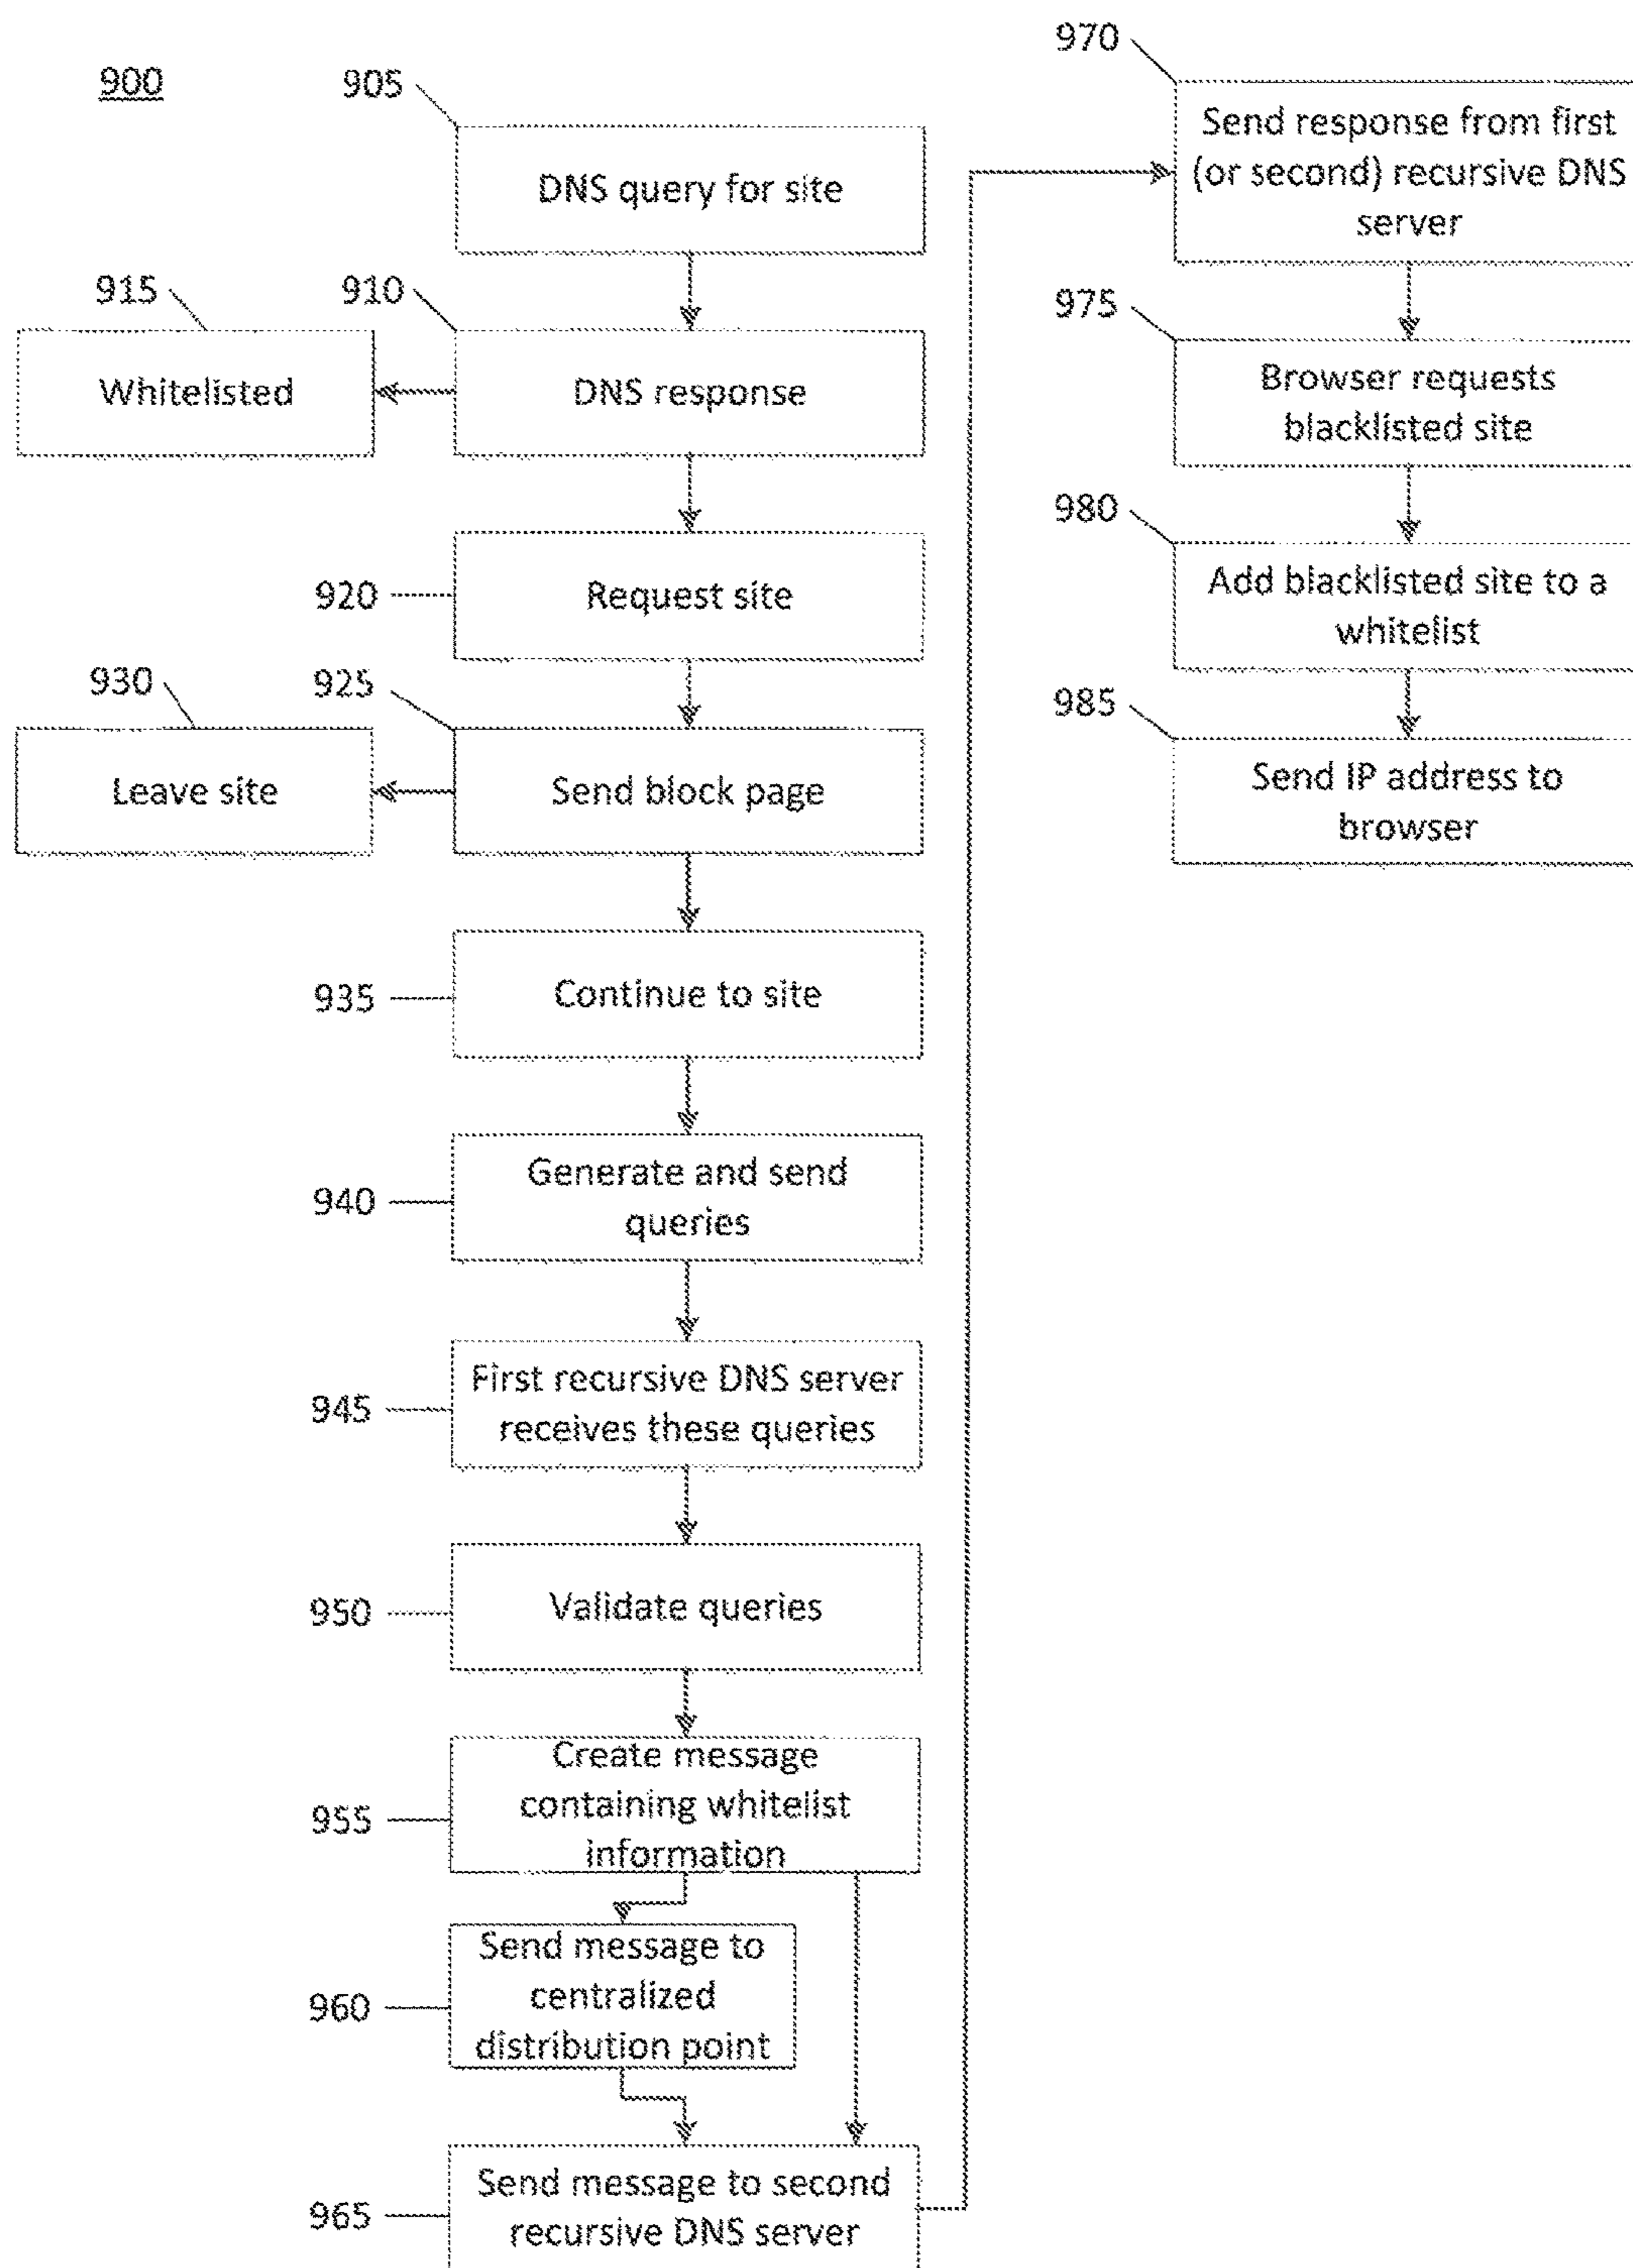 900
905
DNS query for site
915
910
Whitelisted
DNS response
920
Request site
930
925
Leave site
Send block page
935
Continue to site
940
Generate and send
queries
945
First recursive DNS server
receives these queries
950
Validate queries
955
Create message
containing whitelist
information
960
Send message to
centralized
distribution point
965
Send message to second
recursive DNS server
970
Send response from first
(or second) recursive DNS
server
975
Browser requests
blacklisted site
980
Add blacklisted site to a
whitelist
985
Send IP address to
browser